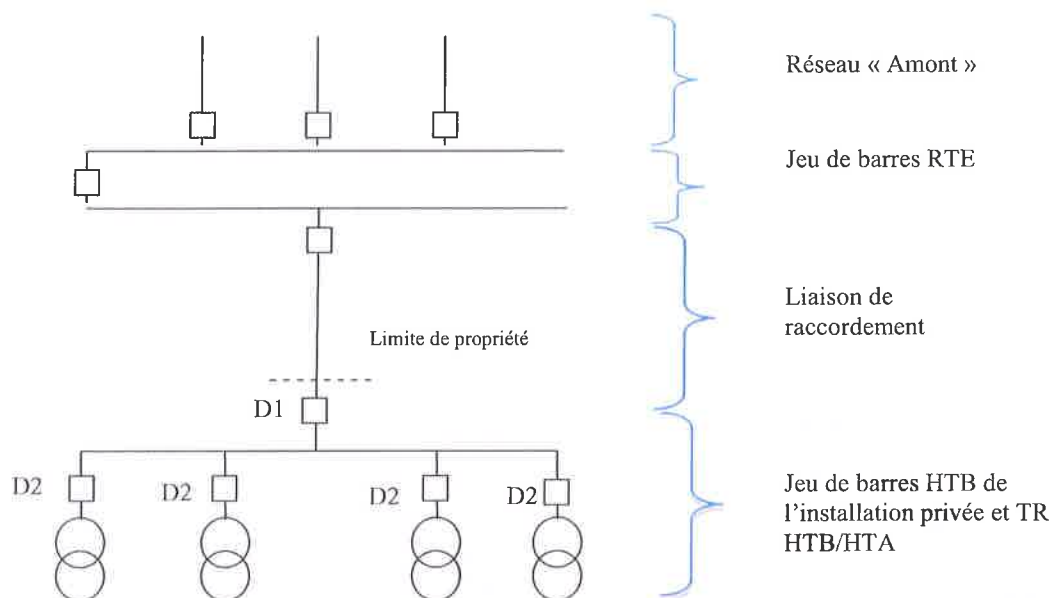 Réseau « Amont »
Jeu de barres RTE
Liaison de
raccordement
Limite de propriété
D1
D2
D2
D2
D2
Jeu de barres HTB de
l'installation privée et TR
HTB/HTA